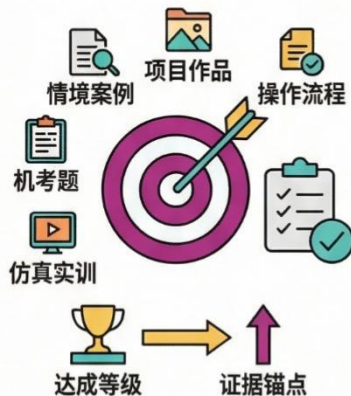 项目作品
情境案例
操作流程
机考题
仿真实训
达成等级
证据锚点